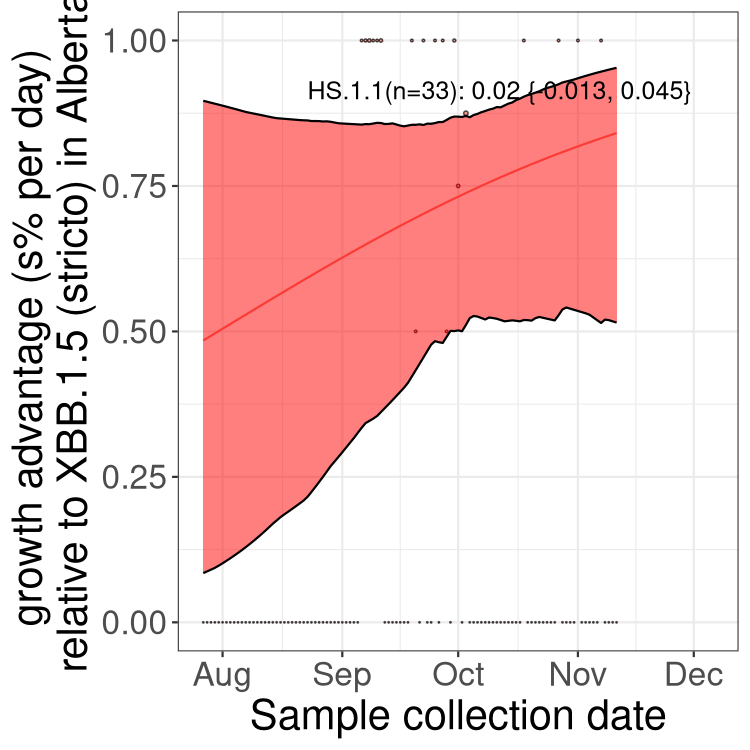 growth advantage (s% per day)
relative to XBB.1.5 (stricto) in Alberta
1.00
0.75
0.50
0.25
0.00
HS.1.1(n=33): 0.02 {-0.013, 0.045}
Aug Sep Oct Nov Dec
Sample collection date